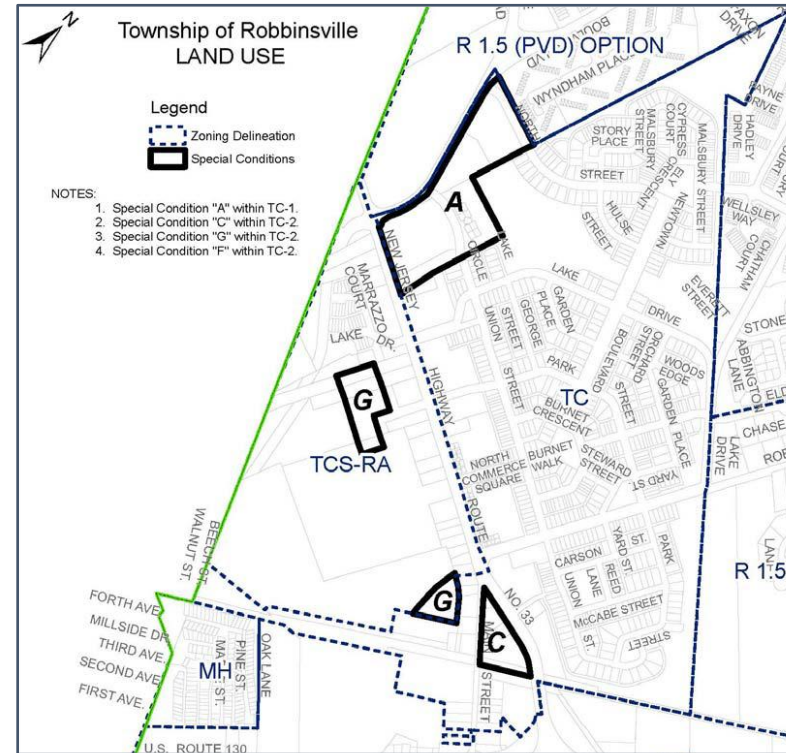 Township of Robbinsville
LAND USE
Legend
Zoning Delineation
Special Conditions
NOTES:
1. Special Condition "A" within TC-1.
2. Special Condition "C" within TC-2.
3. Special Condition "G" within TC-2.
4. Special Condition "F" within TC-2.
R 1.5 (PVD) OPTION
WYNDHAM PLACE
NORTH
DRIVE
PAYNE
DRIVE
HADLEY
DRIVE
COURT
STORY
PLACE
MALSBURY
STREET
CYPRESS
COURT
ELY
CRESCENT
MALSBURY STREET
NEWTOWN
STREET
HULSE
STREET
WELLSLEY
WAY
CHATHAM
COURT
A
NEW JERSEY
CIRCLE
LAKE
LAKE
MARRAZZO
COURT
DR.
LAKE
UNION
STREET
GEORGE
PLACE
GARDEN
EVERETT
STREET
DRIVE
STONE
PARK
BOULEVARD
STREET
ORCHARD
STREET
WOODS
EDGE
ABBINGTON
LANE
HIGHWAY
STREET
TC
BURNET
CRESCENT
GARDEN
PLACE
CHASE
LAKE
DRIVE
G
TCS-RA
NORTH
COMMERCE
SQUARE
BURNET
WALK
STEWARD
STREET
YARD ST.
ROUTE
BEECH ST.
WALNUT ST.
NO. 33
CARSON
UNION
ST.
LANE
REED
YARD ST.
ST.
PARK
McCABE STREET
STREET
R 1.5
LANE
G
C
STREET
FORTH AVE.
MILLSIDE DR.
THIRD AVE.
SECOND AVE.
FIRST AVE.
MH
PINE ST.
OAK LANE
U.S. ROUTE 130